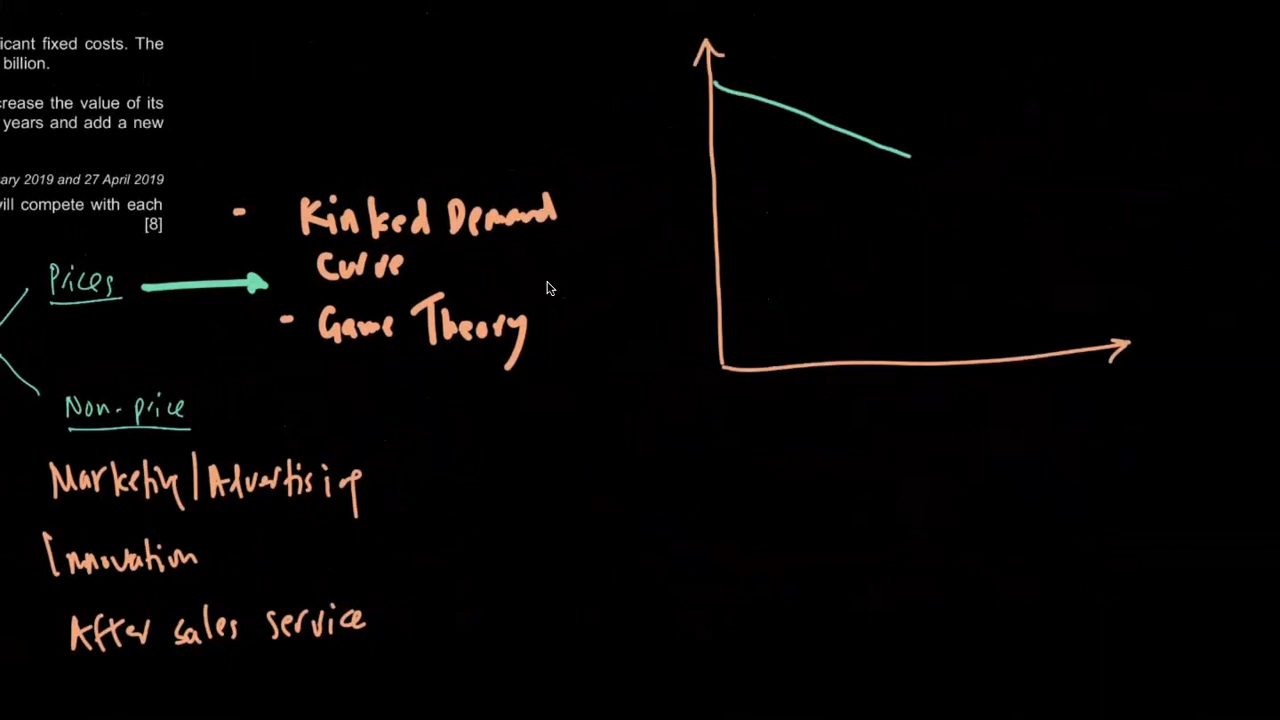 icant fixed costs. The
billion.
crease the value of its
years and add a new
ary 2019 and 27 April 2019
vill compete with each
[8]
- Kinked Demand
Curve
Prices
- Game Theory
Non-price
Marketing/Advertising
Innovation
After sales service